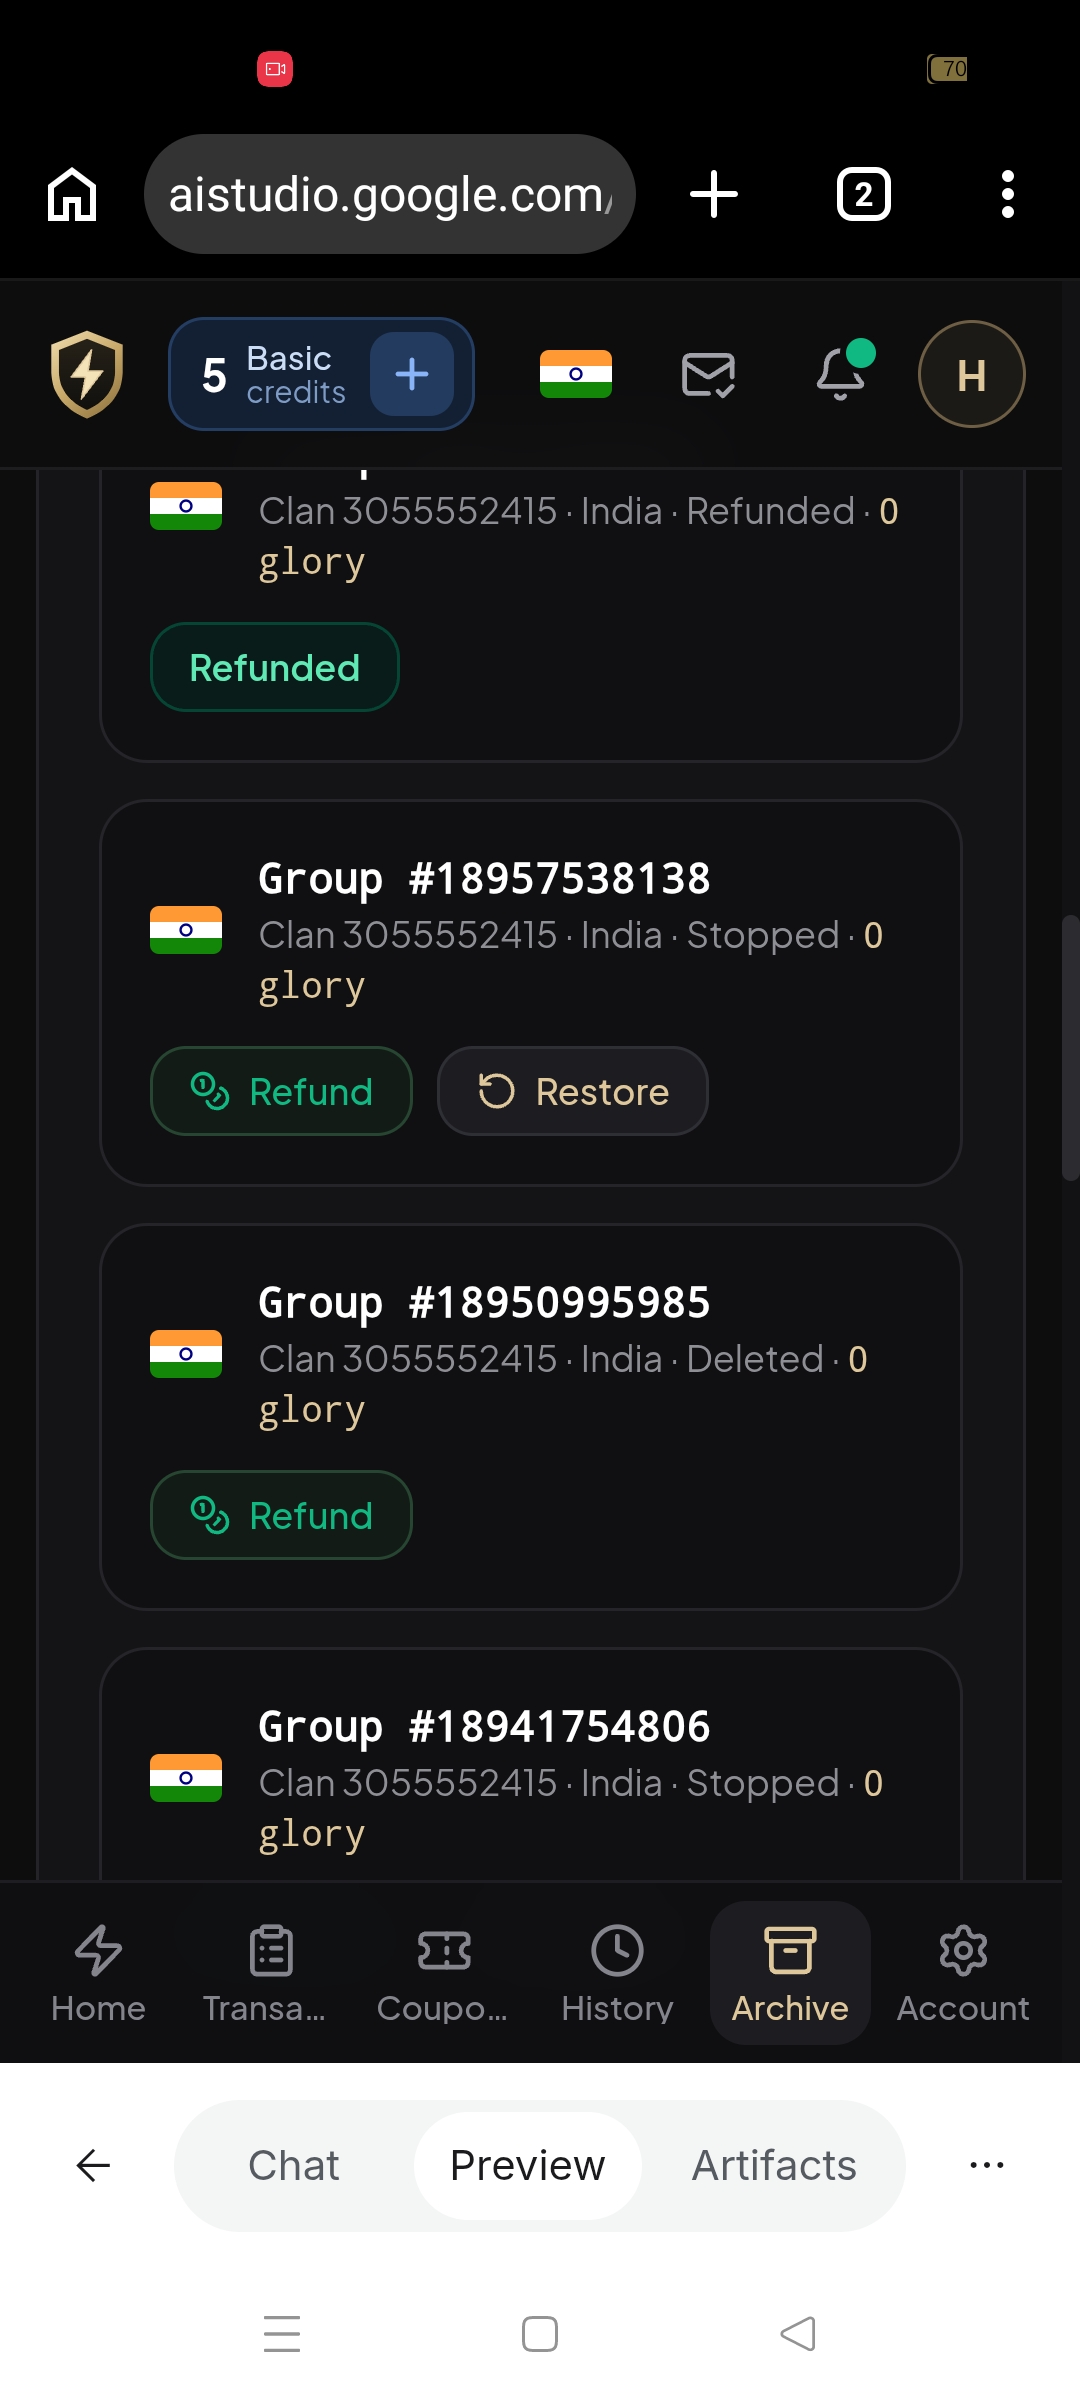 70
aistudio.google.com/
2
5 Basic credits
H
Clan 3055552415 · India · Refunded · 0
glory
Refunded
Group #18957538138
Clan 3055552415 · India · Stopped · 0
glory
Refund Restore
Group #18950995985
Clan 3055552415 · India · Deleted · 0
glory
Refund
Group #18941754806
Clan 3055552415 · India · Stopped · 0
glory
Home Transa... Coupo... History Archive Account
Chat Preview Artifacts